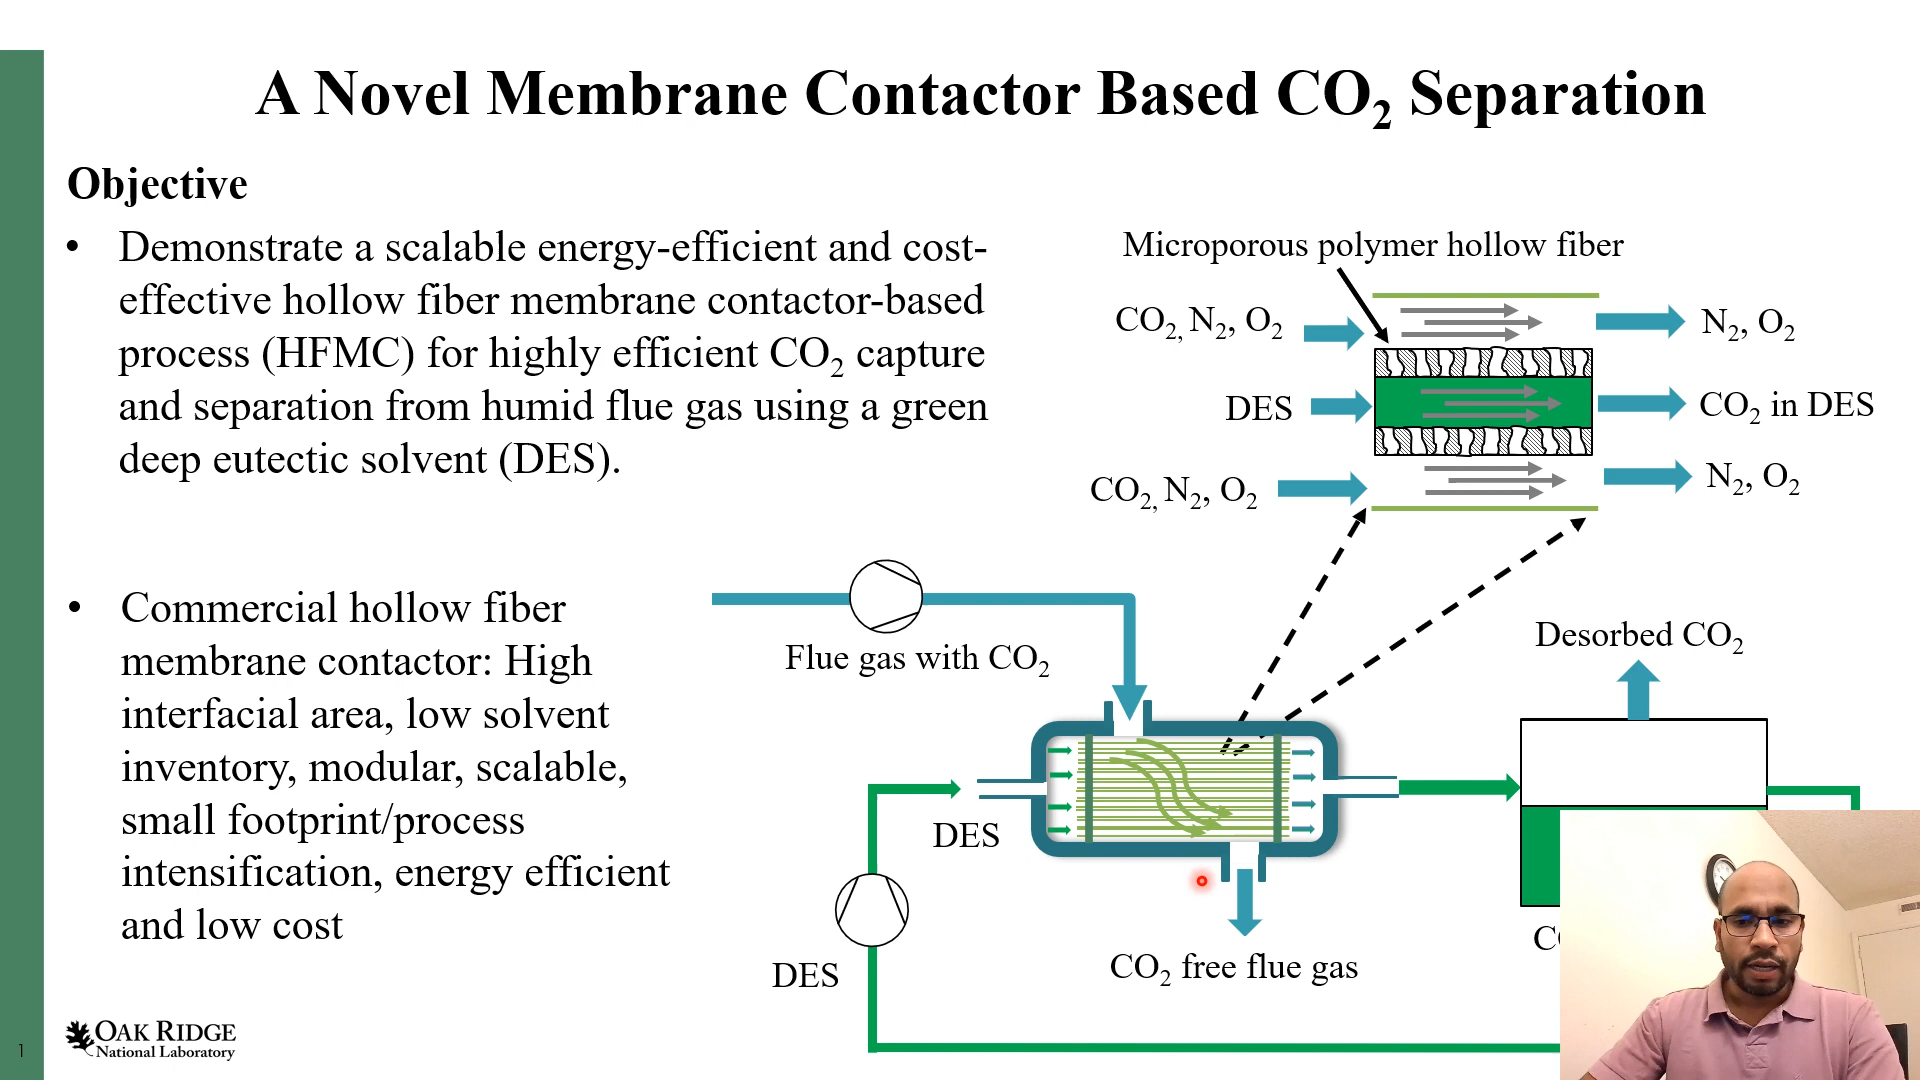 A Novel Membrane Contactor Based CO₂ Separation
Objective
• Demonstrate a scalable energy-efficient and cost-
effective hollow fiber membrane contactor-based
process (HFMC) for highly efficient CO₂ capture
and separation from humid flue gas using a green
deep eutectic solvent (DES).
• Commercial hollow fiber
membrane contactor: High
interfacial area, low solvent
inventory, modular, scalable,
small footprint/process
intensification, energy efficient
and low cost
Microporous polymer hollow fiber
CO₂, N₂, O₂
N₂, O₂
DES
CO₂ in DES
CO₂, N₂, O₂
N₂, O₂
Flue gas with CO₂
Desorbed CO₂
DES
CO₂ free flue gas
DES
OAK RIDGE
National Laboratory
1